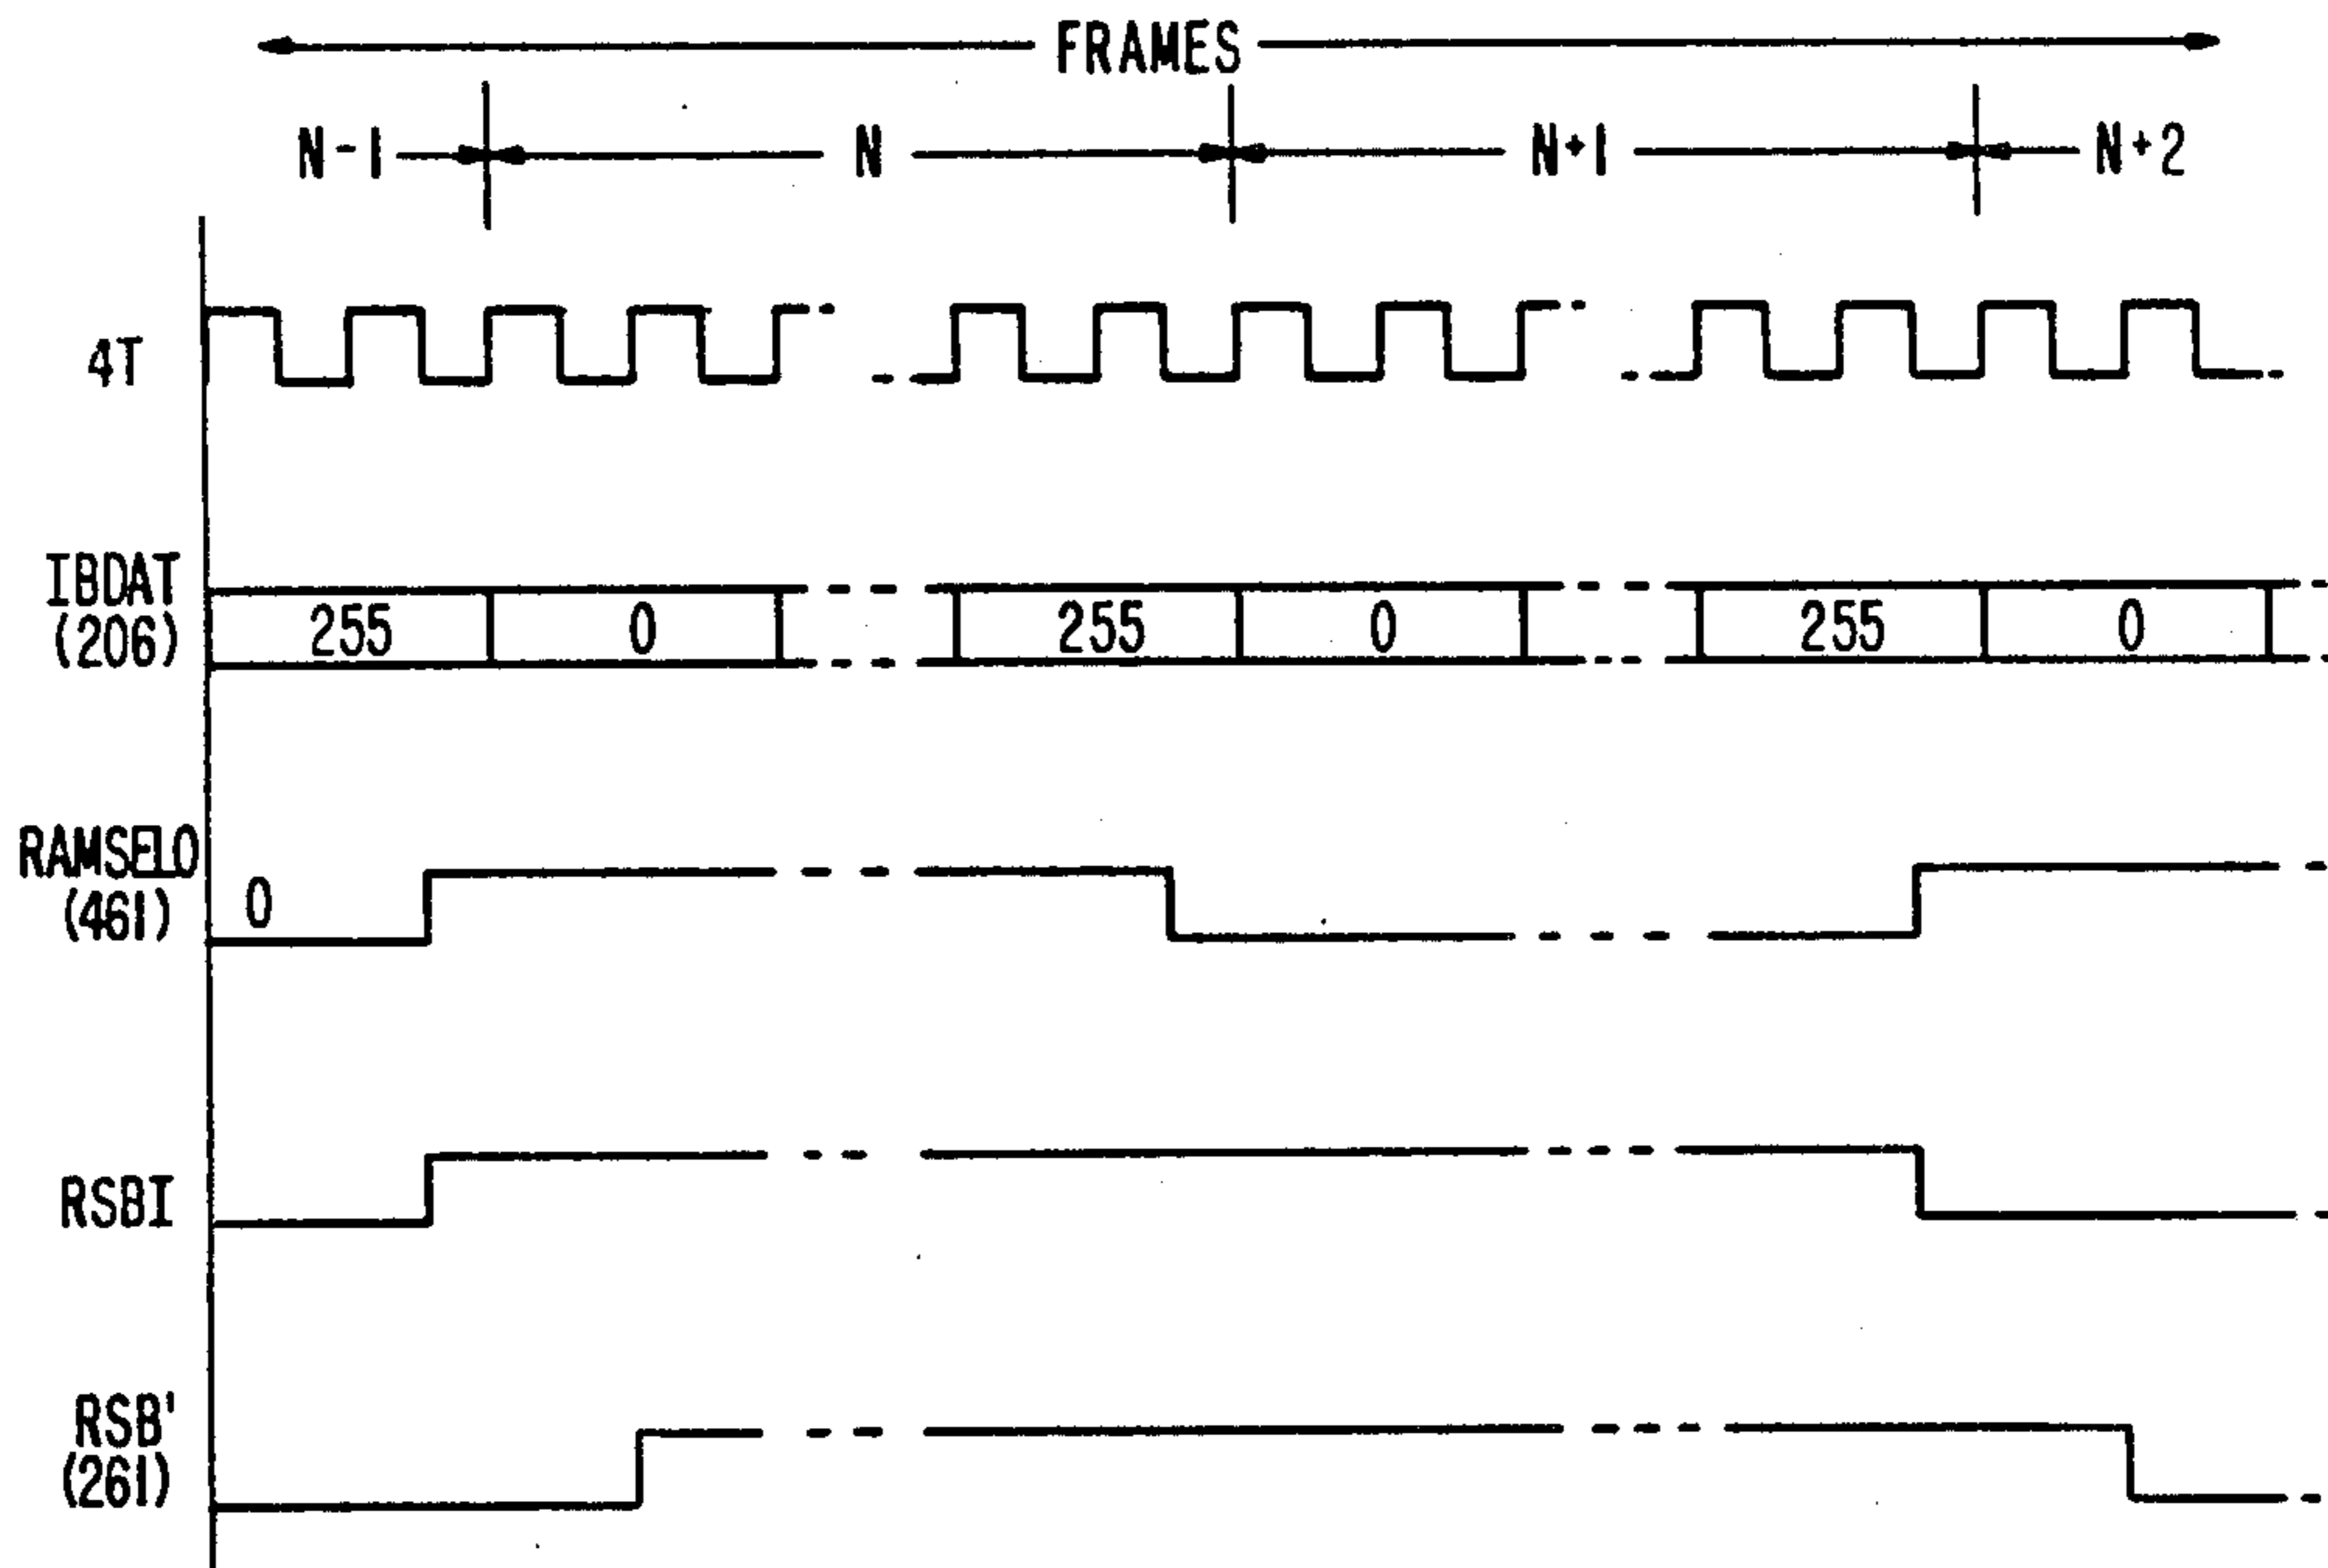 FRAMES
N-1 N N+1 N+2
4T
IBDAT
(206)
255 0 255 0 255 0
RAMSEL0
(461)
0
RSBI
RSB'
(261)